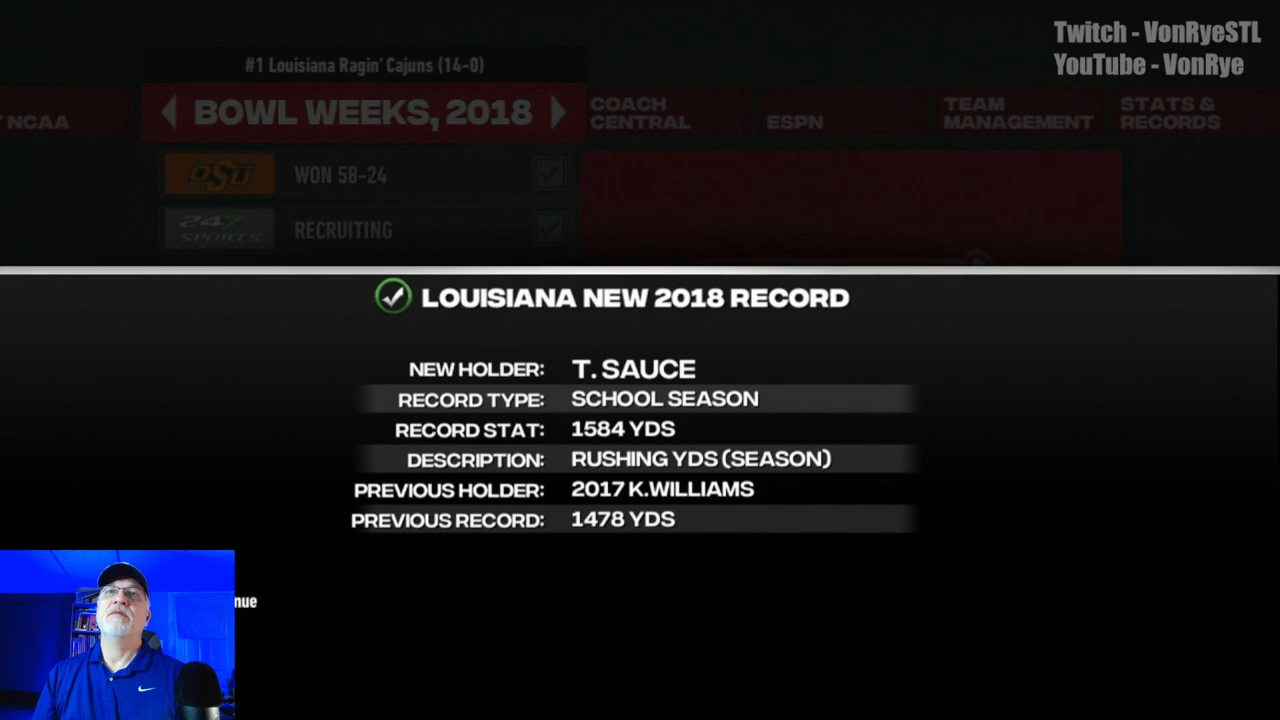 Twitch - VonRyeSTL
YouTube - VonRye
#1 Louisiana Ragin' Cajuns (14-0)
NCAA
BOWL WEEKS, 2018
COACH CENTRAL
ESPN
TEAM MANAGEMENT
STATS & RECORDS
OSU WON 58-24
247 SPORTS RECRUITING
LOUISIANA NEW 2018 RECORD
NEW HOLDER: T. SAUCE
RECORD TYPE: SCHOOL SEASON
RECORD STAT: 1584 YDS
DESCRIPTION: RUSHING YDS (SEASON)
PREVIOUS HOLDER: 2017 K.WILLIAMS
PREVIOUS RECORD: 1478 YDS
nue